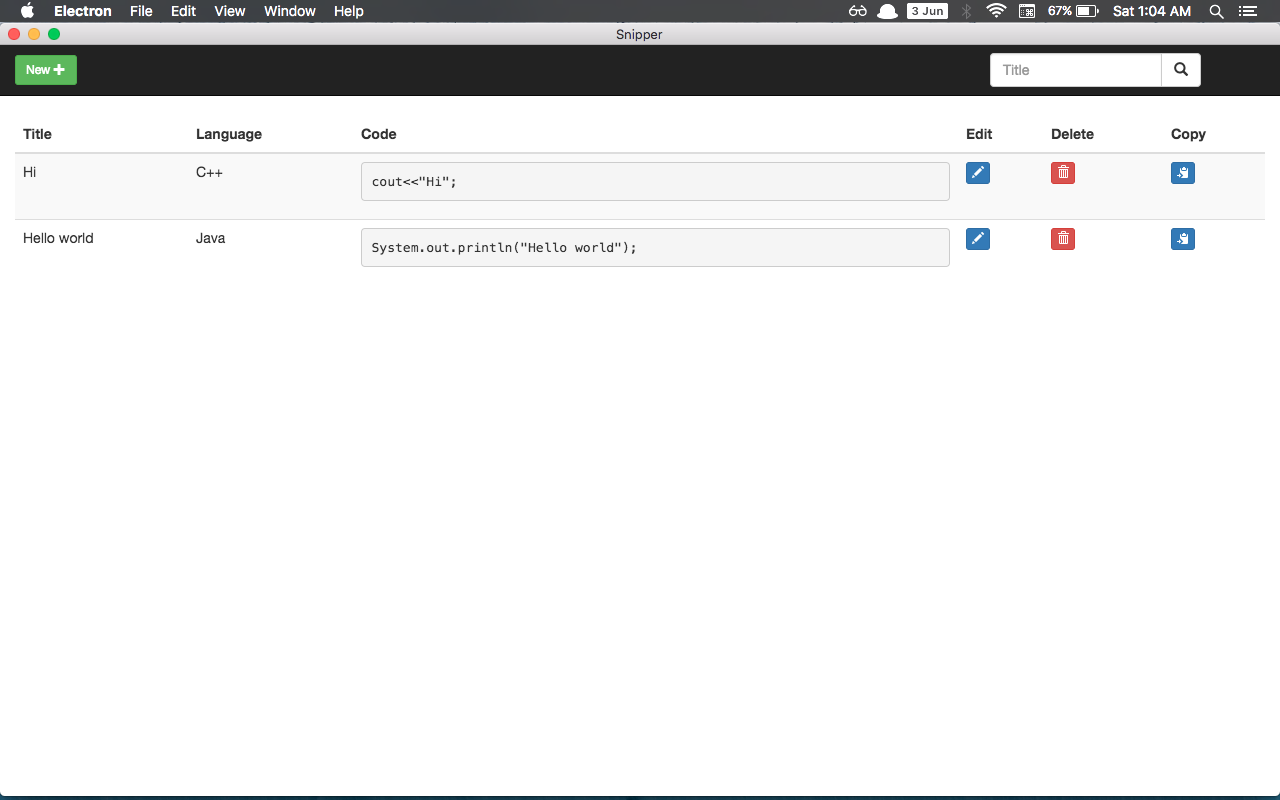 Electron File Edit View Window Help 3 Jun 67% Sat 1:04 AM
Snipper
New Title
Title Language Code Edit Delete Copy
Hi C++ cout<<"Hi";
Hello world Java System.out.println("Hello world");